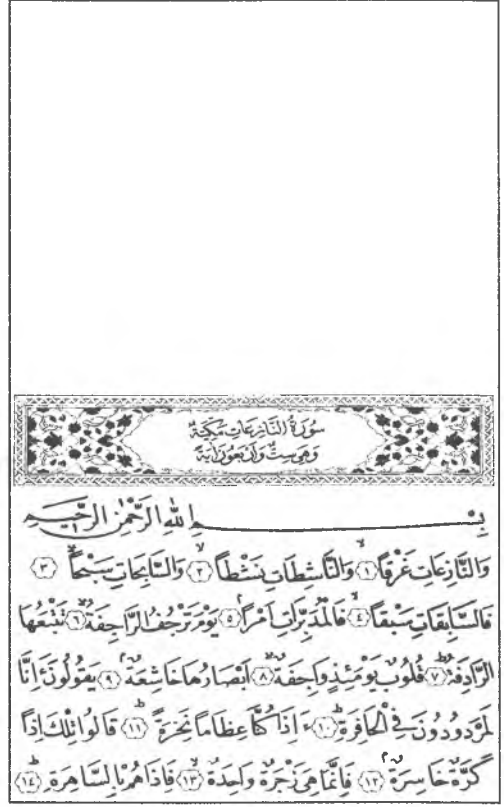 سُورَةُ النَّازِعَاتِ مَكِّيَّةٌ
وَهِيَ سِتٌّ وَأَرْبَعُونَ اٰيَةً
بِسْمِ اللّٰهِ الرَّحْمٰنِ الرَّحِيمِ
وَالنَّازِعَاتِ غَرْقًاۙ ﴿١﴾ وَالنَّاشِطَاتِ نَشْطًاۙ ﴿٢﴾ وَالسَّابِحَاتِ سَبْحًاۙ ﴿٣﴾
فَالسَّابِقَاتِ سَبْقًاۙ ﴿٤﴾ فَالْمُدَبِّرَاتِ اَمْرًاۢ ﴿٥﴾ يَوْمَ تَرْجُفُ الرَّاجِفَةُۙ ﴿٦﴾ تَتْبَعُهَا
الرَّادِفَةُۜ ﴿٧﴾ قُلُوبٌ يَوْمَئِذٍ وَاجِفَةٌۙ ﴿٨﴾ اَبْصَارُهَا خَاشِعَةٌۢ ﴿٩﴾ يَقُولُونَ ءَاِنَّا
لَمَرْدُودُونَ فِي الْحَافِرَةِۜ ﴿١٠﴾ ءَاِذَا كُنَّا عِظَامًا نَخِرَةًۜ ﴿١١﴾ قَالُوا تِلْكَ اِذًا
كَرَّةٌ خَاسِرَةٌۢ ﴿١٢﴾ فَاِنَّمَا هِيَ زَجْرَةٌ وَاحِدَةٌۙ ﴿١٣﴾ فَاِذَا هُمْ بِالسَّاهِرَةِۜ ﴿١٤﴾